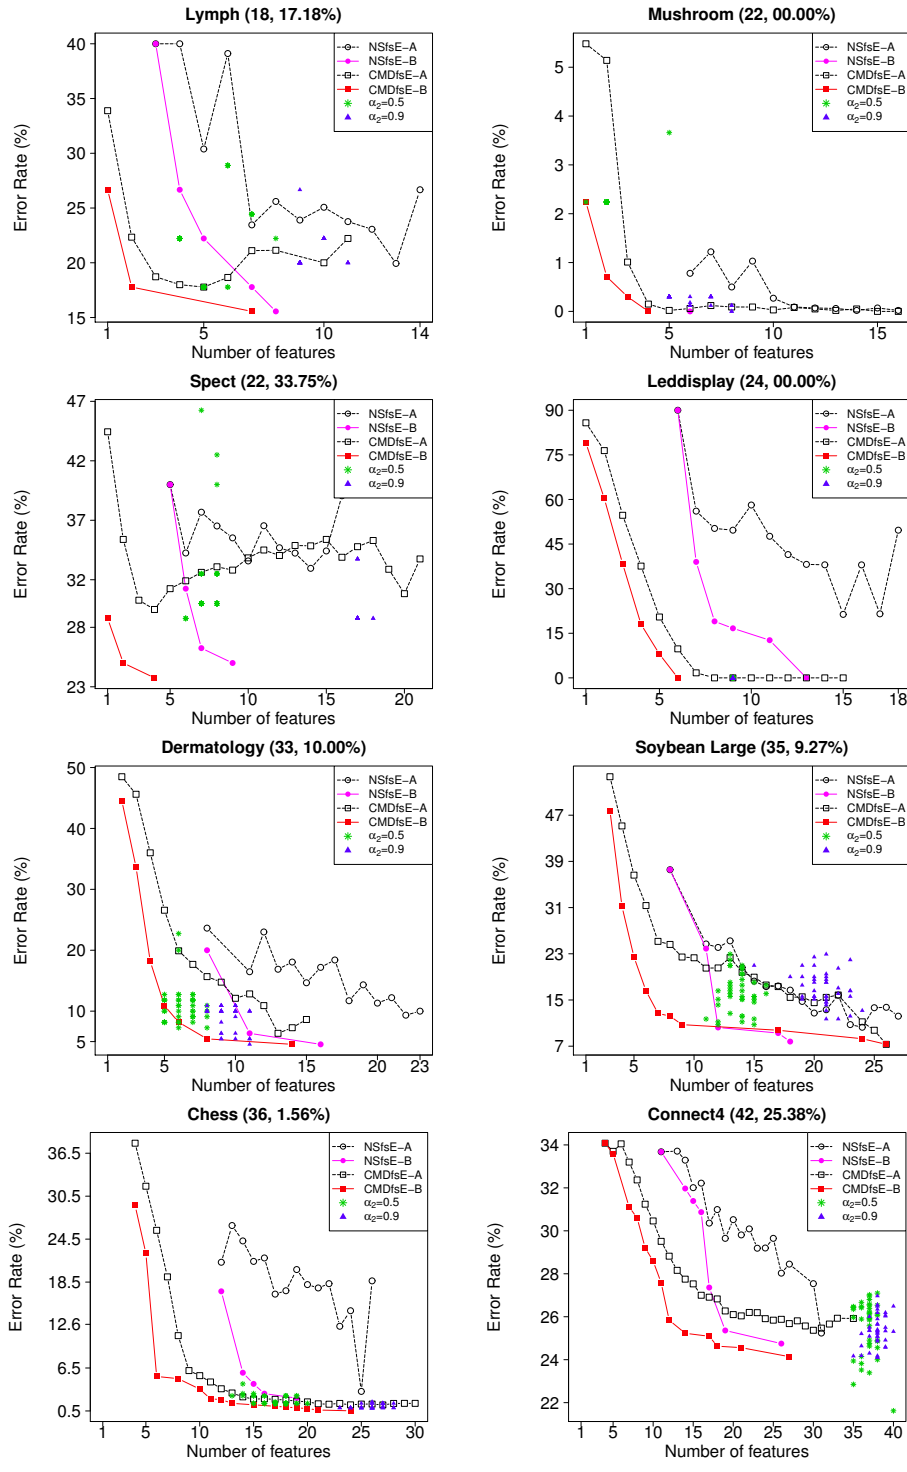 Lymph (18, 17.18%)
Error Rate (%)
40
35
30
25
20
15
1
5
10
14
Number of features
NSfsE−A
NSfsE−B
CMDfsE−A
CMDfsE−B
α2=0.5
α2=0.9
Mushroom (22, 00.00%)
Error Rate (%)
5
4
3
2
1
0
1
5
10
15
Number of features
NSfsE−A
NSfsE−B
CMDfsE−A
CMDfsE−B
α2=0.5
α2=0.9
Spect (22, 33.75%)
Error Rate (%)
47
42
37
32
28
23
1
5
10
15
20
Number of features
NSfsE−A
NSfsE−B
CMDfsE−A
CMDfsE−B
α2=0.5
α2=0.9
Leddisplay (24, 00.00%)
Error Rate (%)
90
75
60
45
30
15
0
1
5
10
15
18
Number of features
NSfsE−A
NSfsE−B
CMDfsE−A
CMDfsE−B
α2=0.5
α2=0.9
Dermatology (33, 10.00%)
Error Rate (%)
50
40
30
20
10
5
1
5
10
15
20
23
Number of features
NSfsE−A
NSfsE−B
CMDfsE−A
CMDfsE−B
α2=0.5
α2=0.9
Soybean Large (35, 9.27%)
Error Rate (%)
47
39
31
23
15
7
1
5
10
15
20
25
Number of features
NSfsE−A
NSfsE−B
CMDfsE−A
CMDfsE−B
α2=0.5
α2=0.9
Chess (36, 1.56%)
Error Rate (%)
36.5
30.5
24.5
18.5
12.6
6.5
0.5
1
5
10
15
20
25
30
Number of features
NSfsE−A
NSfsE−B
CMDfsE−A
CMDfsE−B
α2=0.5
α2=0.9
Connect4 (42, 25.38%)
Error Rate (%)
34
32
30
28
26
24
22
1
5
10
15
20
25
30
35
40
Number of features
NSfsE−A
NSfsE−B
CMDfsE−A
CMDfsE−B
α2=0.5
α2=0.9